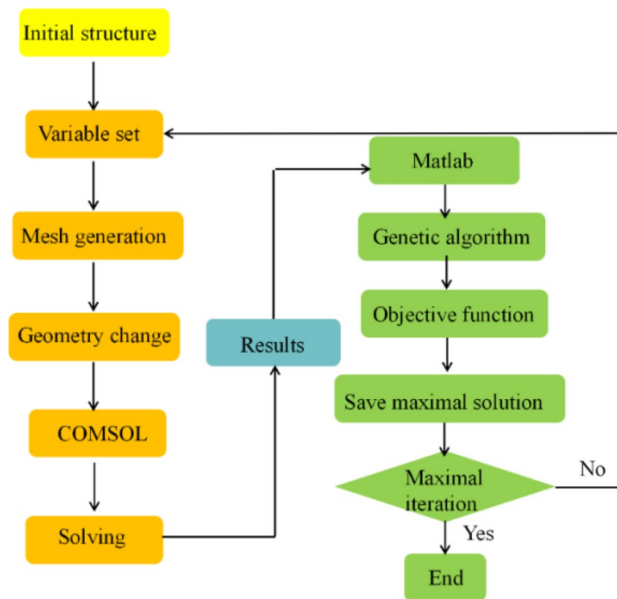 Initial structure
Variable set
Mesh generation
Geometry change
COMSOL
Solving
Results
Matlab
Genetic algorithm
Objective function
Save maximal solution
Maximal
iteration
No
Yes
End